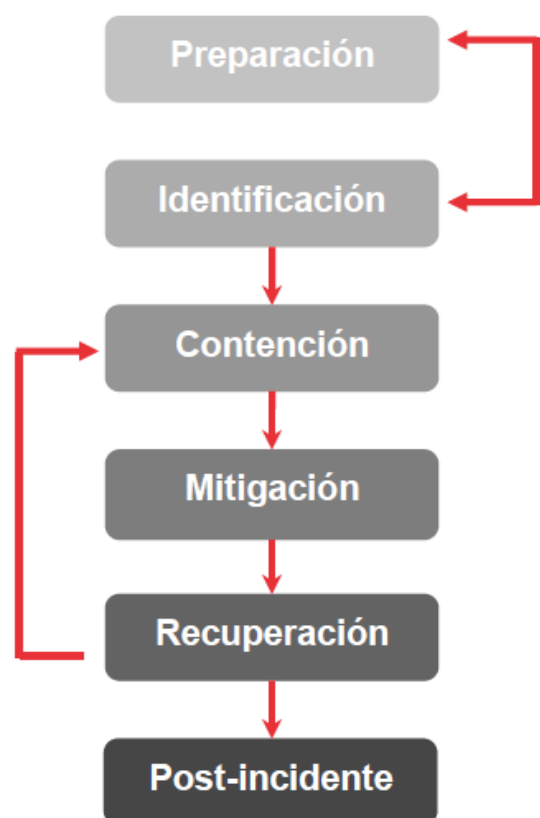 Preparación
Identificación
Contención
Mitigación
Recuperación
Post-incidente